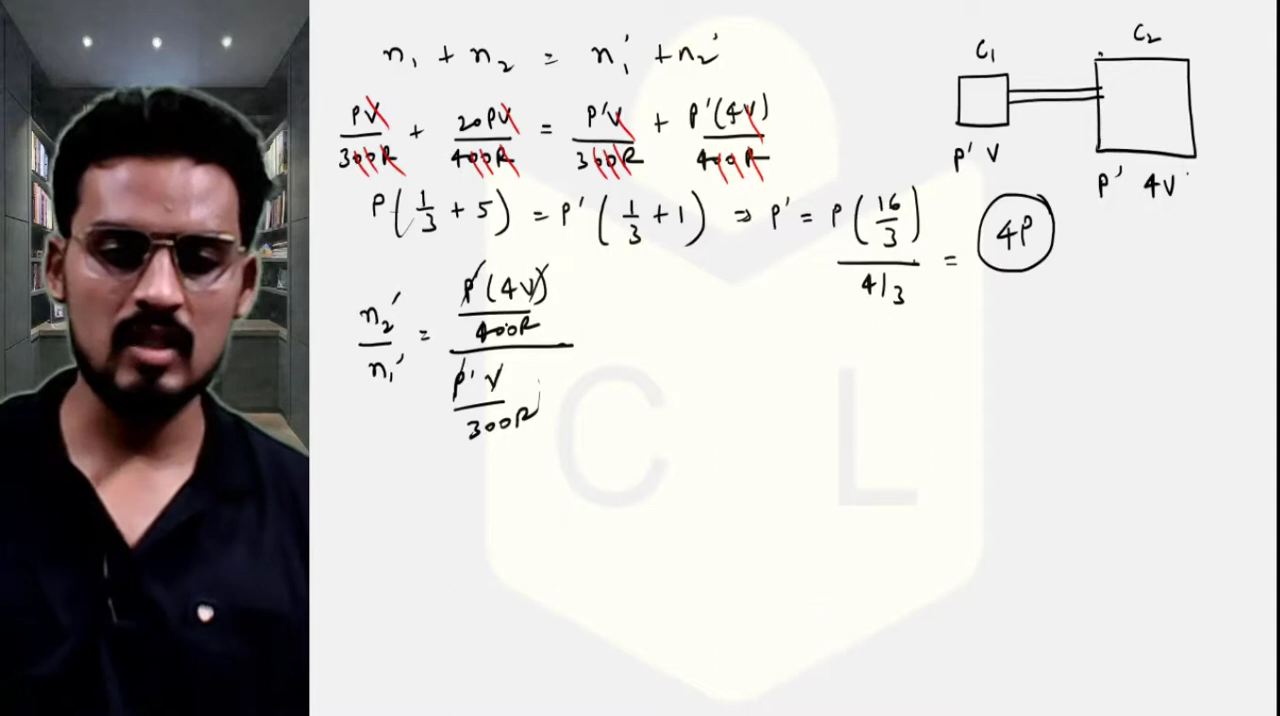 n₁ + n₂ = n₁' + n₂'
PV/300R + 20PV/400R = P'V/300R + P'(4V)/400R
P(1/3 + 5) = P'(1/3 + 1) ⇒ P' = P(16/3)/4/3 = 4P
n₂'/n₁' = P'(4V)/400R / P'V/300R
C₁
C₂
P' V
P' 4V
C L